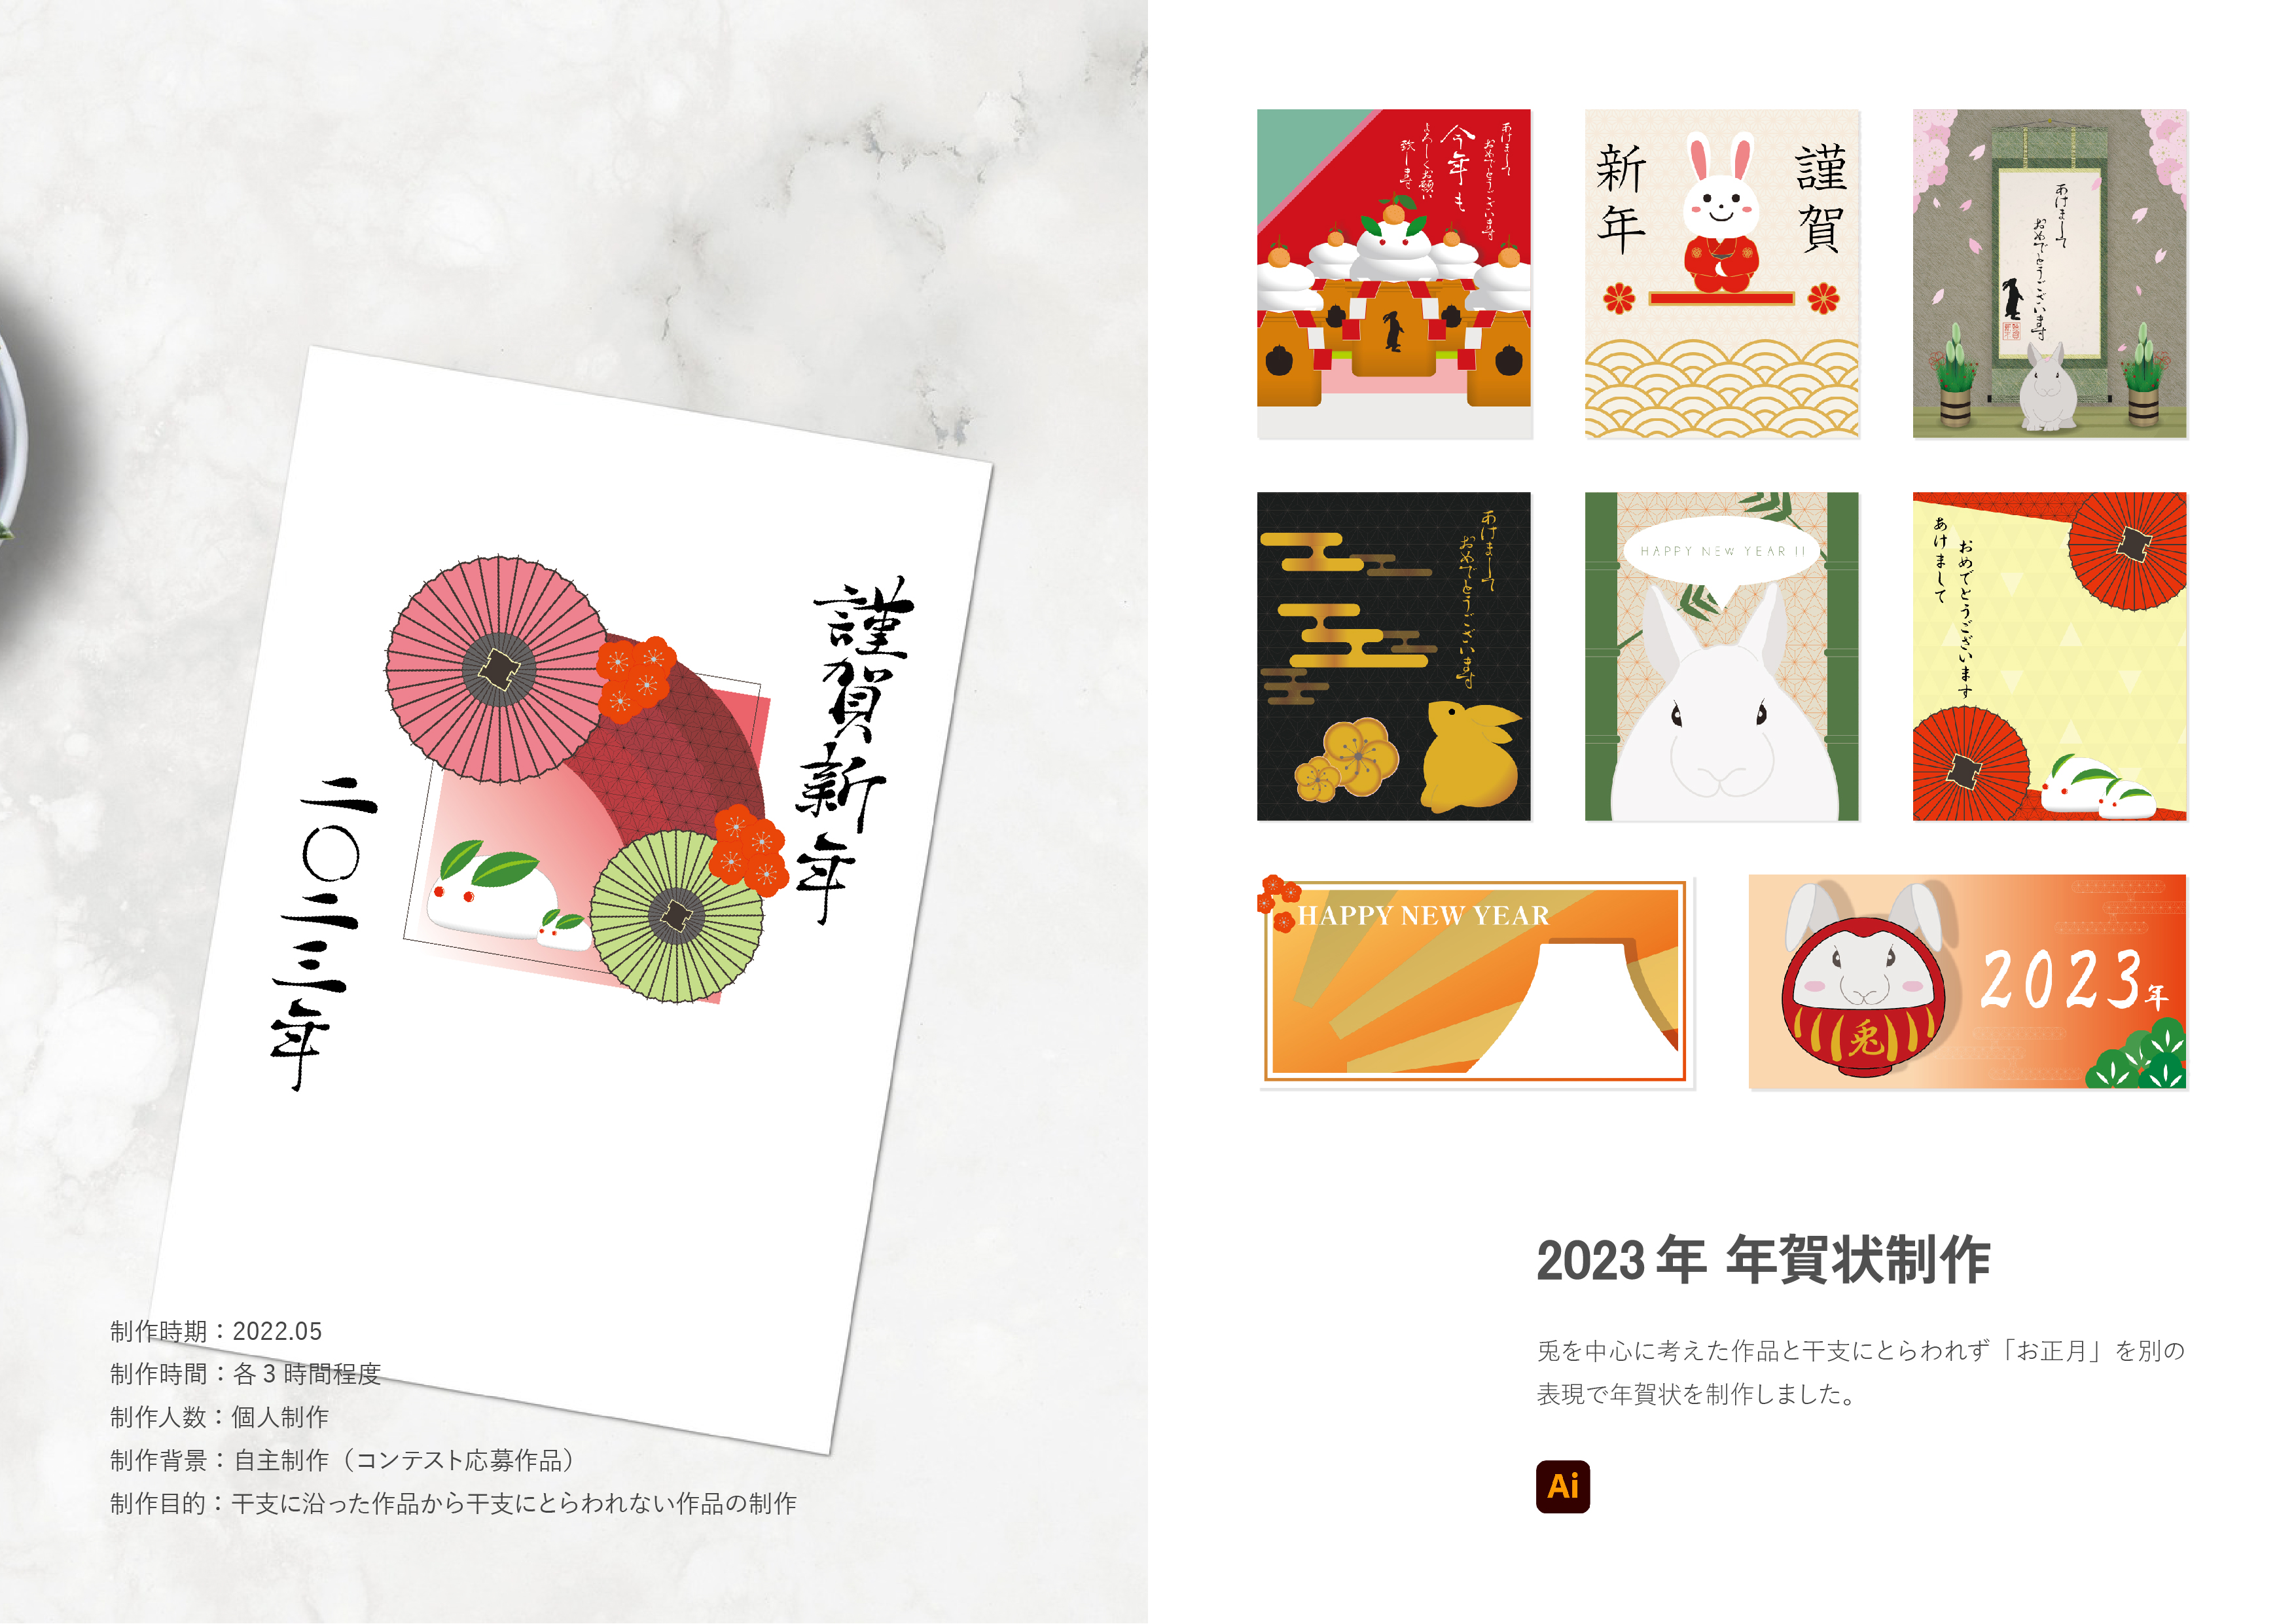 謹賀新年
二〇二三年
制作時期：2022.05
制作時間：各３時間程度
制作人数：個人制作
制作背景：自主制作（コンテスト応募作品）
制作目的：干支に沿った作品から干支にとらわれない作品の制作
あけまして
おめでとうございます
今年も
よろしくお願い
致します
謹賀
新年
あけまして
おめでとうございます
あけまして
おめでとうございます
HAPPY NEW YEAR !!
あけまして
おめでとうございます
HAPPY NEW YEAR
兎
2023年
2023年 年賀状制作
兎を中心に考えた作品と干支にとらわれず「お正月」を別の
表現で年賀状を制作しました。
Ai